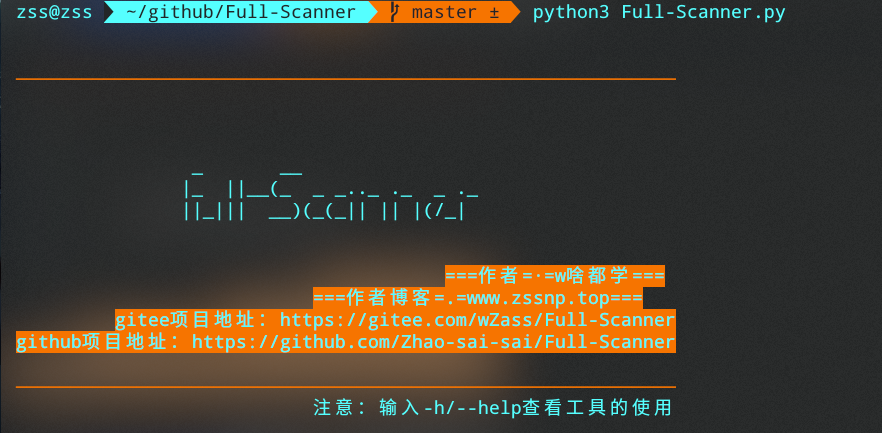 zss@zss ~/github/Full-Scanner master ± python3 Full-Scanner.py
 _       __
|_  ||__(_  _ _.._ ._  _ ._
||_|||  __)(_(_|| || |(/_|
===作者=·=w啥都学===
===作者博客=.=www.zssnp.top===
gitee项目地址: https://gitee.com/wZass/Full-Scanner
github项目地址: https://github.com/Zhao-sai-sai/Full-Scanner
注意: 输入-h/--help查看工具的使用